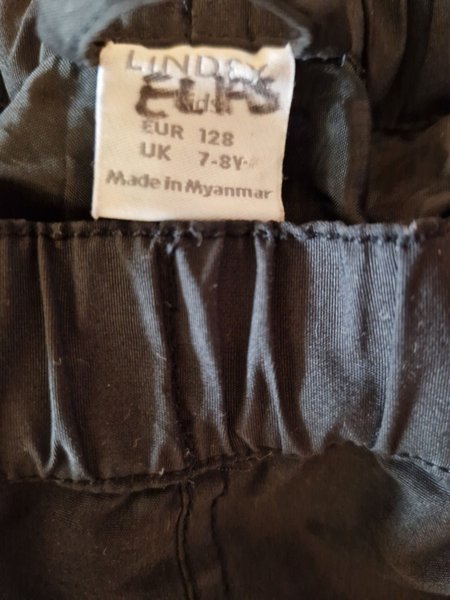 LINDEX
EUR 128
UK 7-8Y
Made in Myanmar